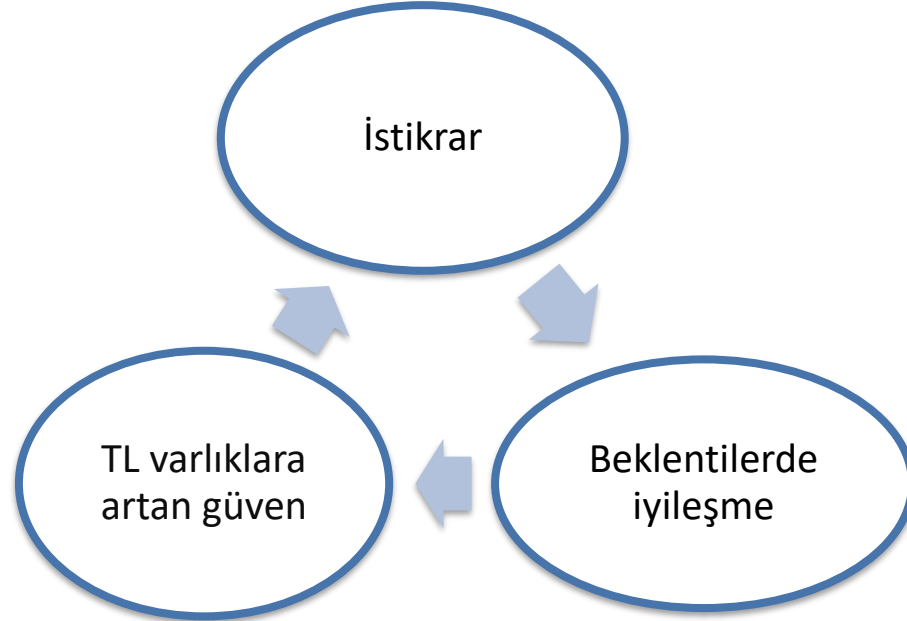 İstikrar
TL varlıklara
artan güven
Beklentilerde
iyileşme